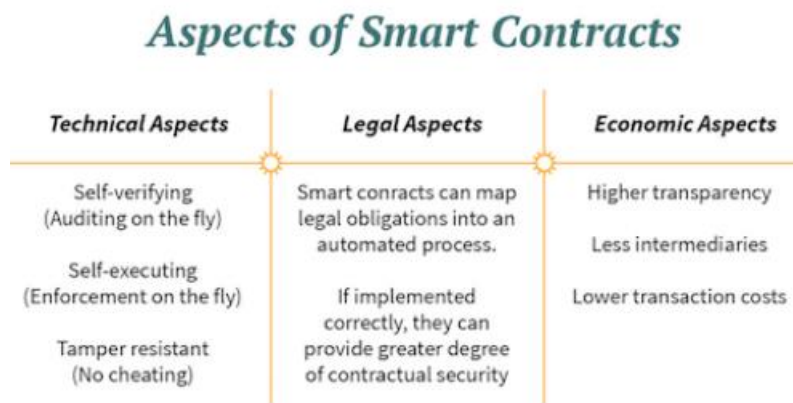 Aspects of Smart Contracts
Technical Aspects
Self-verifying
(Auditing on the fly)
Self-executing
(Enforcement on the fly)
Tamper resistant
(No cheating)
Legal Aspects
Smart conracts can map
legal obligations into an
automated process.
If implemented
correctly, they can
provide greater degree
of contractual security
Economic Aspects
Higher transparency
Less intermediaries
Lower transaction costs